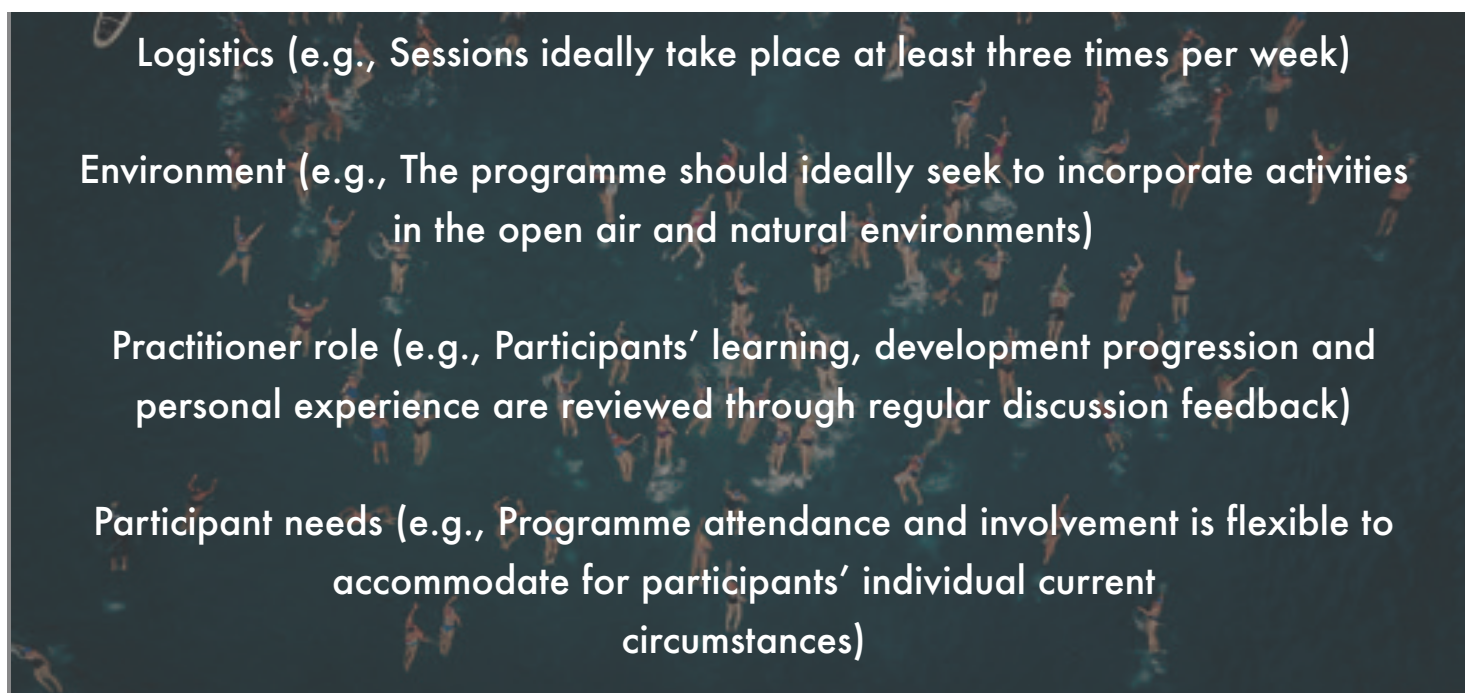 Logistics (e.g., Sessions ideally take place at least three times per week)
Environment (e.g., The programme should ideally seek to incorporate activities
in the open air and natural environments)
Practitioner role (e.g., Participants’ learning, development progression and
personal experience are reviewed through regular discussion feedback)
Participant needs (e.g., Programme attendance and involvement is flexible to
accommodate for participants’ individual current
circumstances)